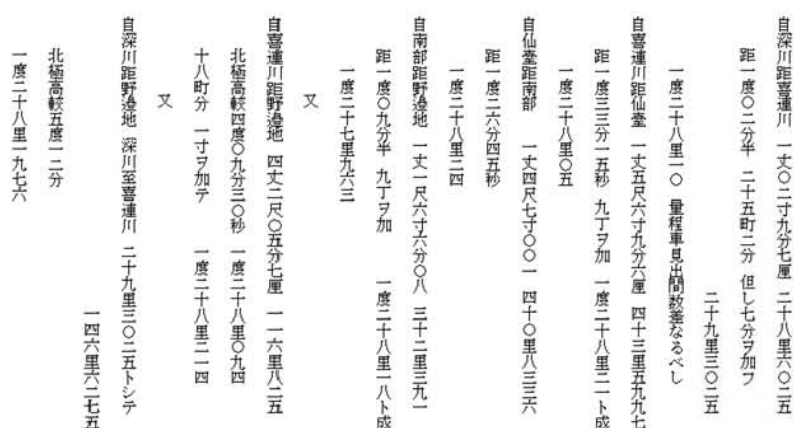 自深川距喜連川　一丈〇二寸九分七厘　二十八里六〇二五
距一度〇二分半　二十五町二分　但し七分ヲ加フ
二十九里三〇二五
一度二十八里一〇　量程車見出間数差なるべし
自喜連川距仙臺　一丈五尺六寸九分六厘　四十三里五九九七
距一度三三分一五秒　九丁ヲ加　一度二十八里二一ト成
一度二十八里〇五
自仙臺距南部　一丈四尺七寸〇〇一　四十〇里八三三六
距一度二六分四五秒
一度二十八里二四
自南部距野邉地　一丈一尺六寸六分〇八　三十二里三九一
距一度〇九分半　九丁ヲ加　一度二十八里一八ト成
一度二十七里九六三
又
自喜連川距野邉地　四丈二尺〇五分七厘　一一六里八二五
北極高較四度〇九分三〇秒　一度二十八里〇九四
十八町分　一寸ヲ加テ　一度二十八里二一四
又
自深川距野邉地　深川至喜連川　二十九里三〇二五トシテ
一四六里六二七五
北極高較五度一二分
一度二十八里一九七六